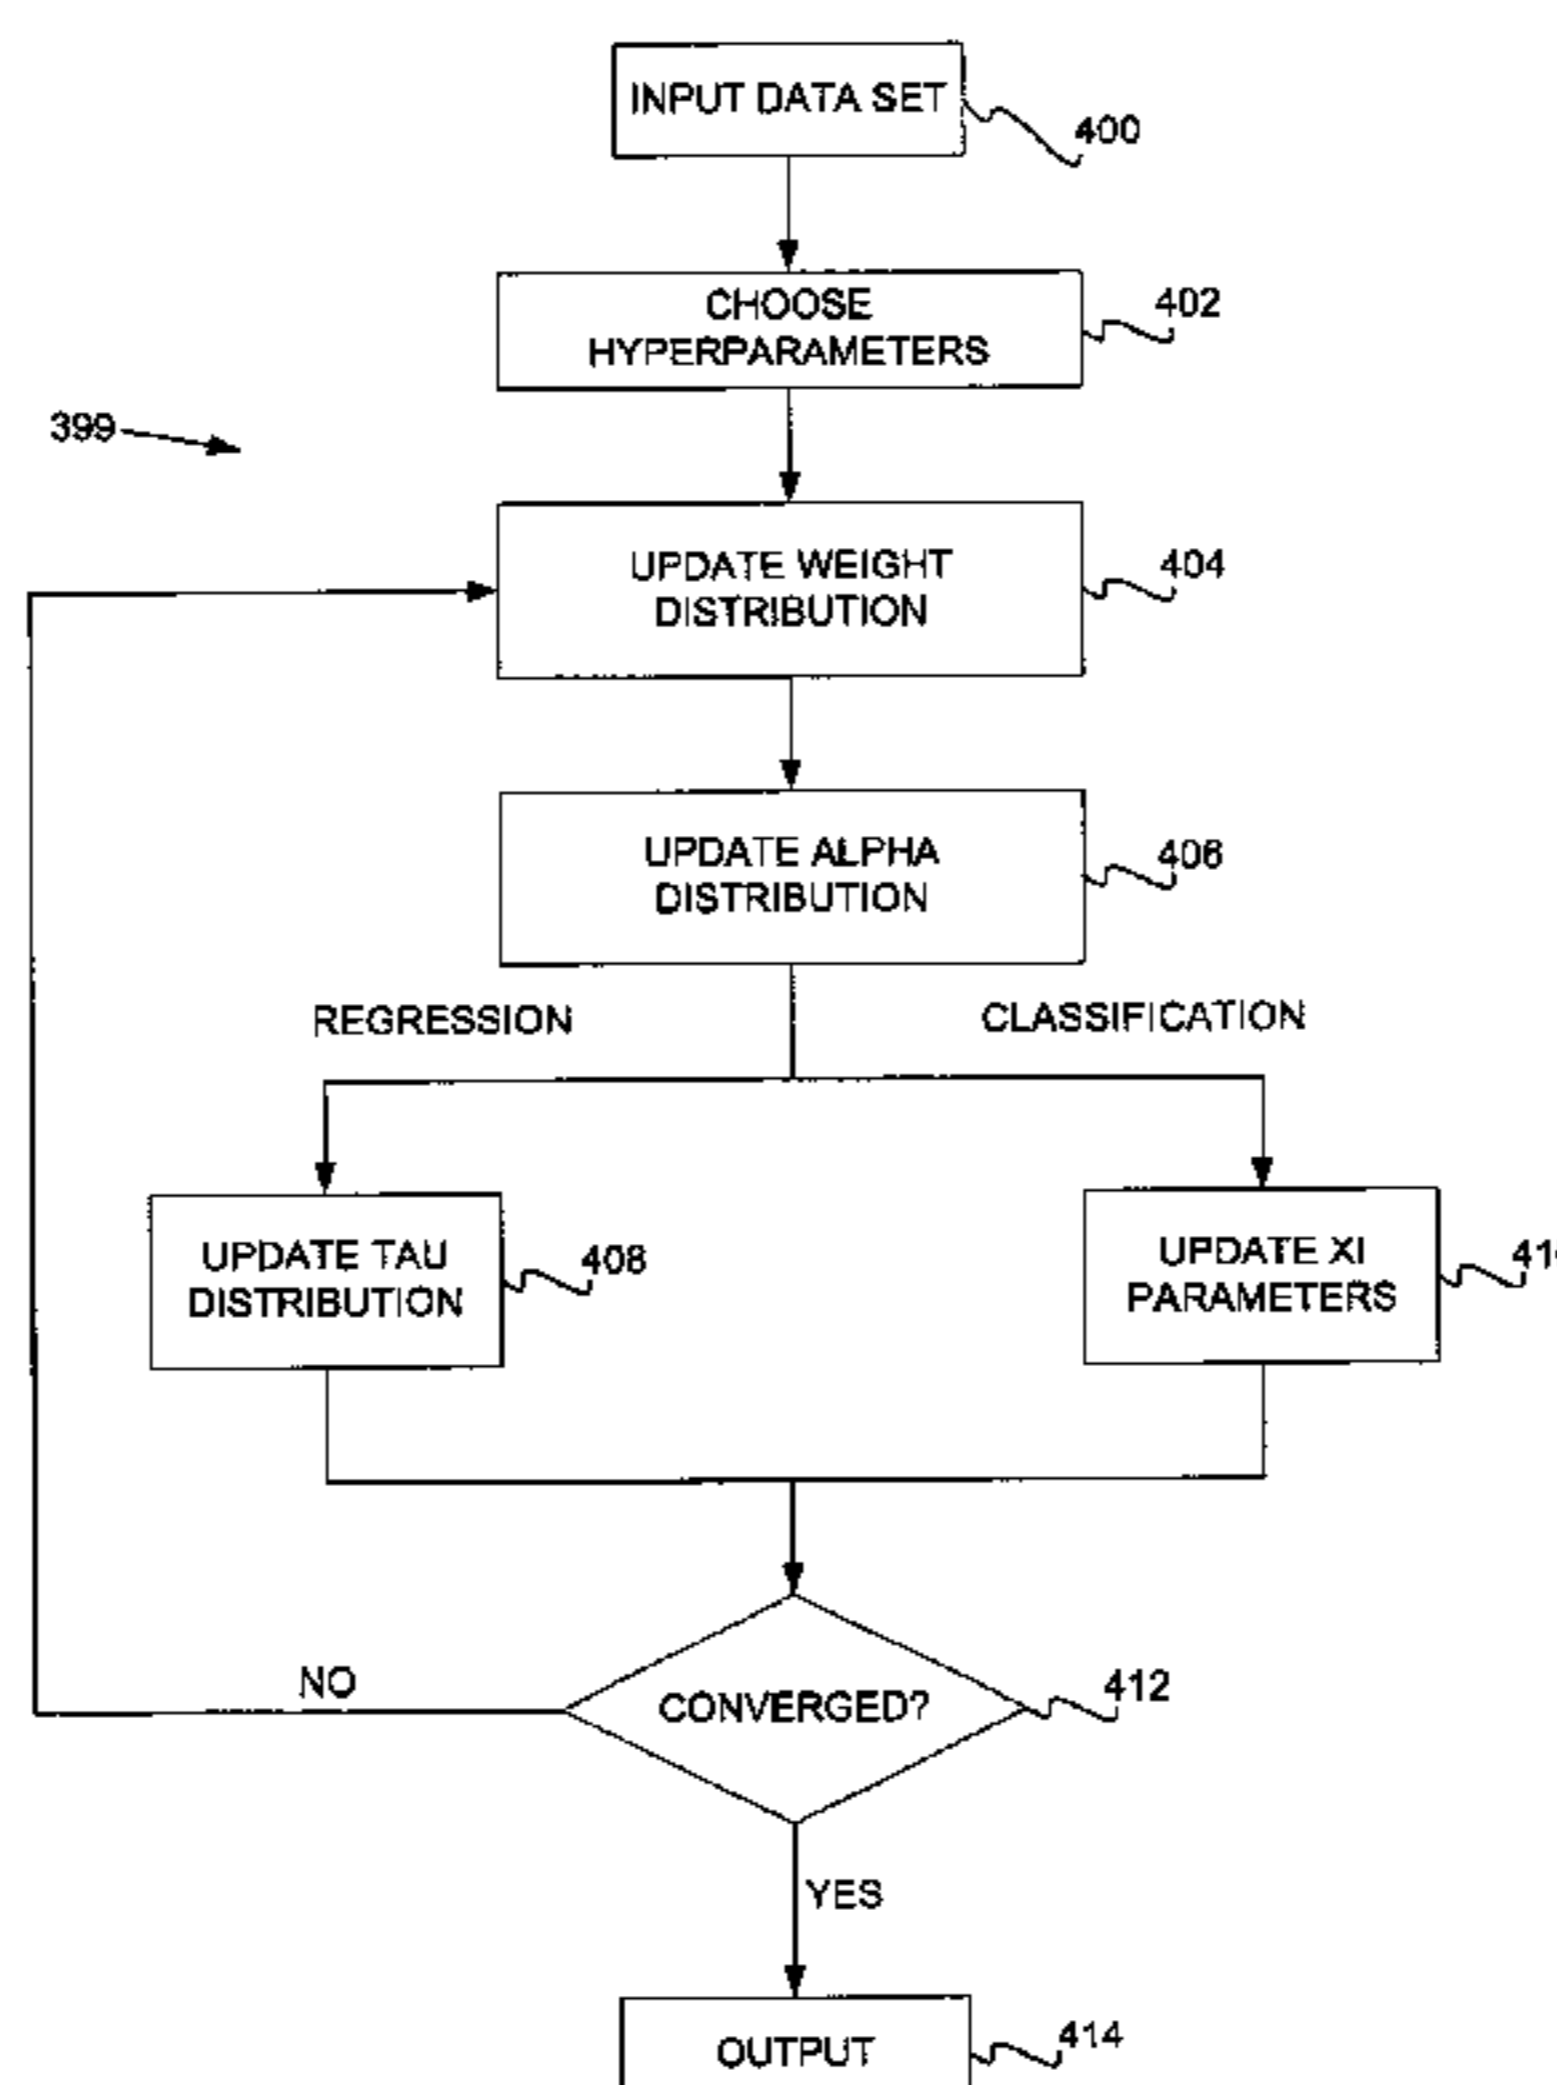 INPUT DATA SET
400
CHOOSE
HYPERPARAMETERS
402
399
UPDATE WEIGHT
DISTRIBUTION
404
UPDATE ALPHA
DISTRIBUTION
406
REGRESSION
CLASSIFICATION
UPDATE TAU
DISTRIBUTION
408
UPDATE XI
PARAMETERS
NO
CONVERGED?
412
YES
OUTPUT
414